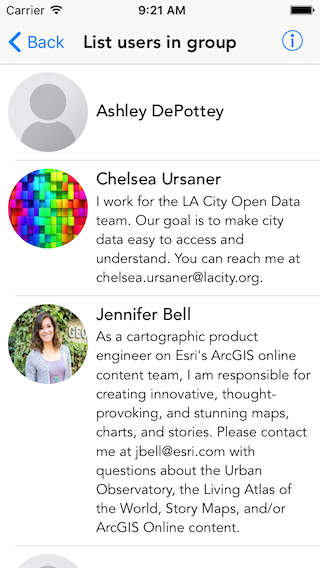 Carrier 9:21 AM
Back List users in group
Ashley DePottey
Chelsea Ursaner
I work for the LA City Open Data
team. Our goal is to make city
data easy to access and
understand. You can reach me at
chelsea.ursaner@lacity.org.
Jennifer Bell
GEO
As a cartographic product
engineer on Esri's ArcGIS online
content team, I am responsible for
creating innovative, thought-
provoking, and stunning maps,
charts, and stories. Please contact
me at jbell@esri.com with
questions about the Urban
Observatory, the Living Atlas of
the World, Story Maps, and/or
ArcGIS Online content.